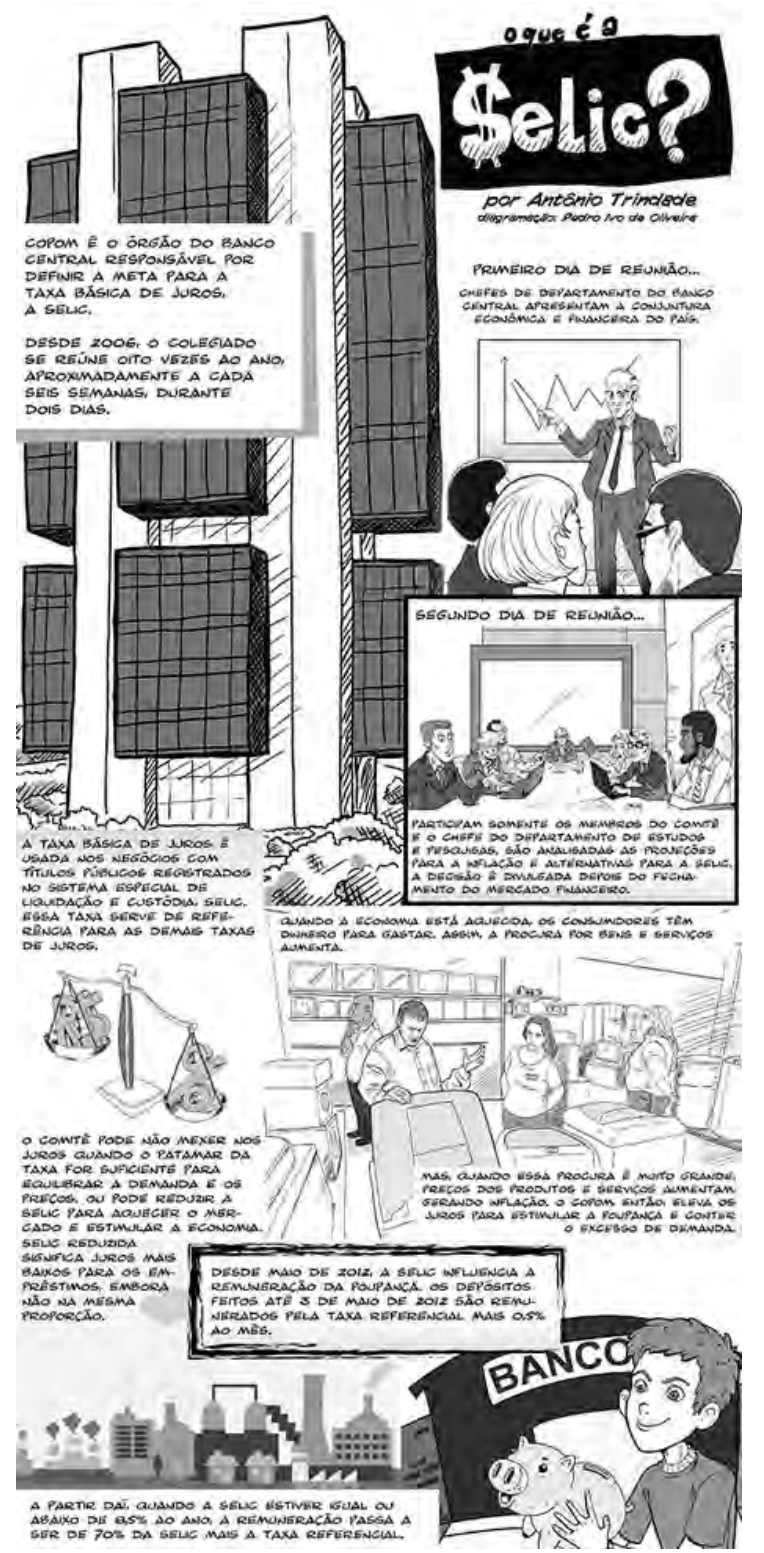 o que é a
$elic?
por Antônio Trindade
diagramação: Pedro Ivo de Oliveira
COPOM É O ÓRGÃO DO BANCO
CENTRAL RESPONSÁVEL POR
DEFINIR A META PARA A
TAXA BÁSICA DE JUROS,
A SELIC.
DESDE 2006, O COLEGIADO
SE REÚNE OITO VEZES AO ANO,
APROXIMADAMENTE A CADA
SEIS SEMANAS, DURANTE
DOIS DIAS.
PRIMEIRO DIA DE REUNIÃO...
CHEFES DE DEPARTAMENTO DO BANCO
CENTRAL APRESENTAM A CONJUNTURA
ECONÔMICA E FINANCEIRA DO PAÍS.
SEGUNDO DIA DE REUNIÃO...
PARTICIPAM SOMENTE OS MEMBROS DO COMITÊ
E O CHEFE DO DEPARTAMENTO DE ESTUDOS
E PESQUISAS, SÃO ANALISADAS AS PROJEÇÕES
PARA A INFLAÇÃO E ALTERNATIVAS PARA A SELIC.
A DECISÃO É DIVULGADA DEPOIS DO FECHA-
MENTO DO MERCADO FINANCEIRO.
A TAXA BÁSICA DE JUROS É
USADA NOS NEGÓCIOS COM
TÍTULOS PÚBLICOS REGISTRADOS
NO SISTEMA ESPECIAL DE
LIQUIDAÇÃO E CUSTÓDIA, SELIC.
ESSA TAXA SERVE DE REFE-
RÊNCIA PARA AS DEMAIS TAXAS
DE JUROS.
QUANDO A ECONOMIA ESTÁ AQUECIDA, OS CONSUMIDORES TÊM
DINHEIRO PARA GASTAR. ASSIM, A PROCURA POR BENS E SERVIÇOS
AUMENTA.
MAS, QUANDO ESSA PROCURA É MUITO GRANDE,
PREÇOS DOS PRODUTOS E SERVIÇOS AUMENTAM
GERANDO INFLAÇÃO. O COPOM ENTÃO, ELEVA OS
JUROS PARA ESTIMULAR A POUPANÇA E CONTER
O EXCESSO DE DEMANDA.
O COMITÊ PODE NÃO MEXER NOS
JUROS QUANDO O PATAMAR DA
TAXA FOR SUFICIENTE PARA
EQUILIBRAR A DEMANDA E OS
PREÇOS, OU PODE REDUZIR A
SELIC PARA AQUECER O MER-
CADO E ESTIMULAR A ECONOMIA.
SELIC REDUZIDA
SIGNIFICA JUROS MAIS
BAIXOS PARA OS EM-
PRÉSTIMOS, EMBORA
NÃO NA MESMA
PROPORÇÃO.
DESDE MAIO DE 2012, A SELIC INFLUENCIA A
REMUNERAÇÃO DA POUPANÇA. OS DEPÓSITOS
FEITOS ATÉ 3 DE MAIO DE 2012 SÃO REMU-
NERADOS PELA TAXA REFERENCIAL MAIS 0,5%
AO MÊS.
BANCO
A PARTIR DAÍ, QUANDO A SELIC ESTIVER IGUAL OU
ABAIXO DE 8,5% AO ANO, A REMUNERAÇÃO PASSA A
SER DE 70% DA SELIC MAIS A TAXA REFERENCIAL.